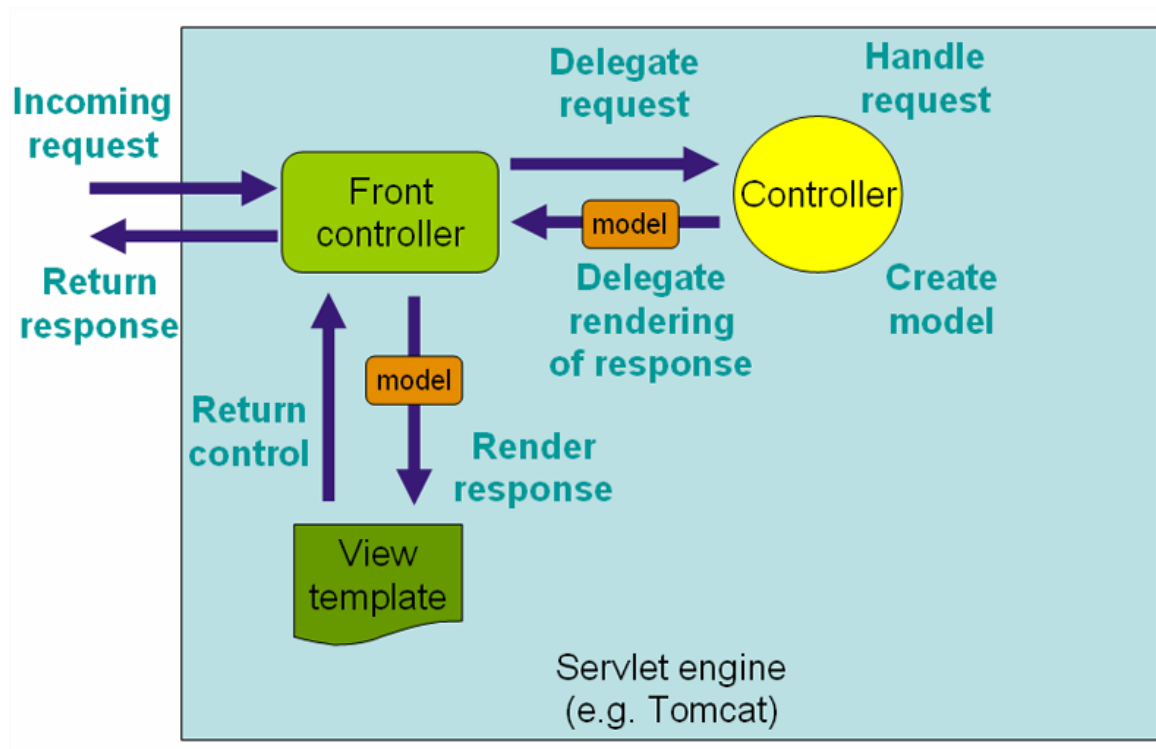 Incoming
request
Return
response
Front
controller
Delegate
request
Handle
request
Controller
model
Delegate
rendering
of response
Create
model
model
Return
control
Render
response
View
template
Servlet engine
(e.g. Tomcat)